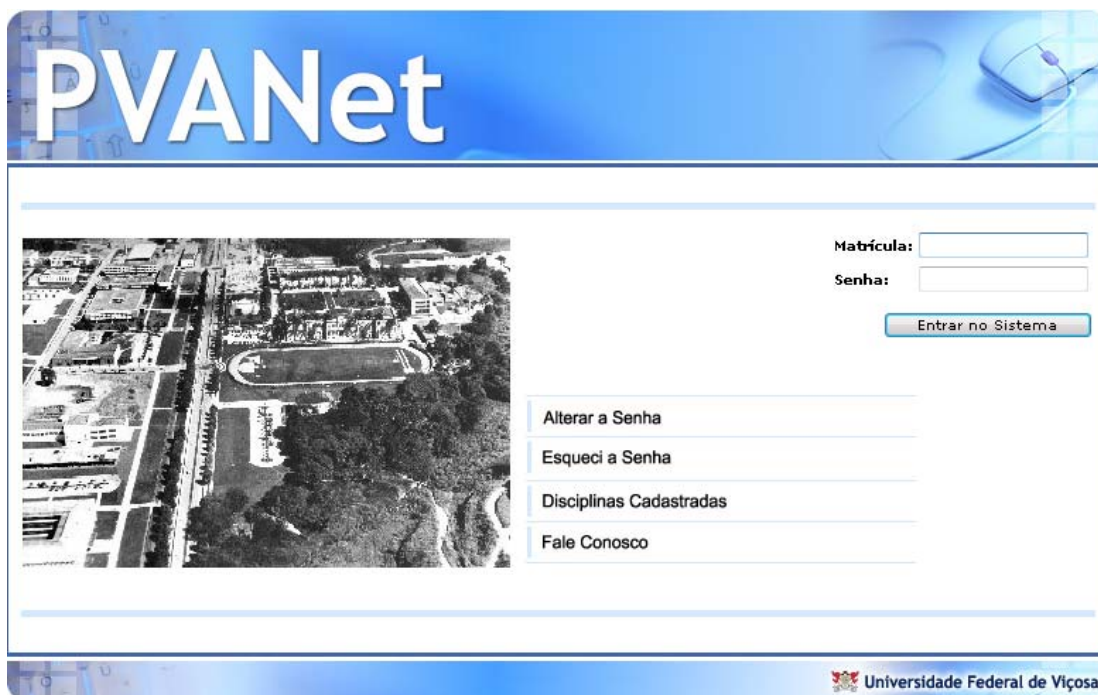 PVANet
Matrícula:
Senha:
Entrar no Sistema
Alterar a Senha
Esqueci a Senha
Disciplinas Cadastradas
Fale Conosco
Universidade Federal de Viçosa